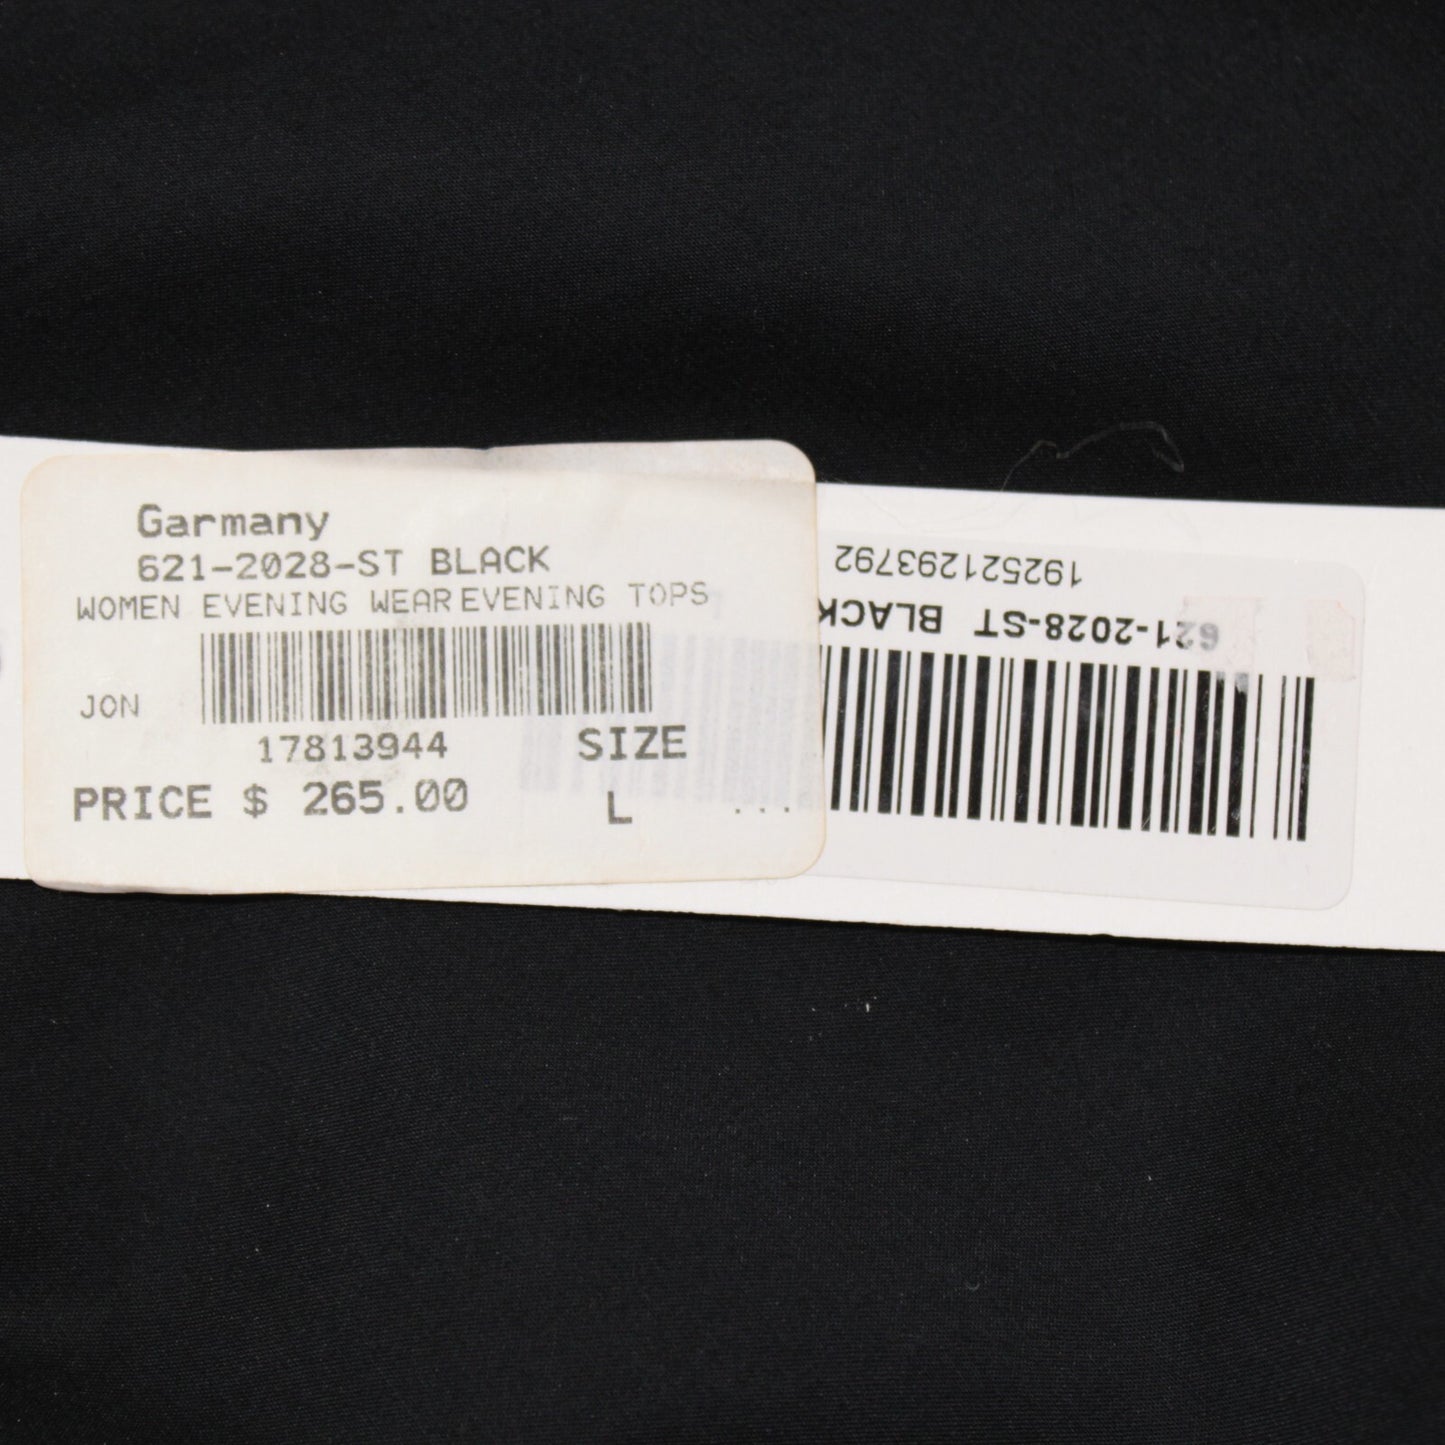 Garmany
621-2028-ST BLACK
WOMEN EVENING WEAR EVENING TOPS
JON
17813944
SIZE
PRICE $ 265.00
L
...
192521293792
621-2028-ST BLACK